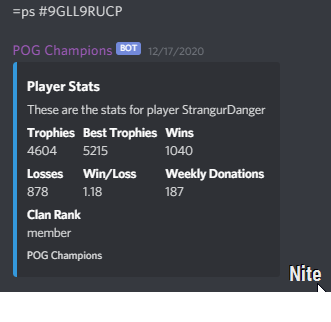 =ps #9GLL9RUCP
POG Champions BOT 12/17/2020
Player Stats
These are the stats for player StrangurDanger
Trophies Best Trophies Wins
4604 5215 1040
Losses Win/Loss Weekly Donations
878 1.18 187
Clan Rank
member
POG Champions
Nite